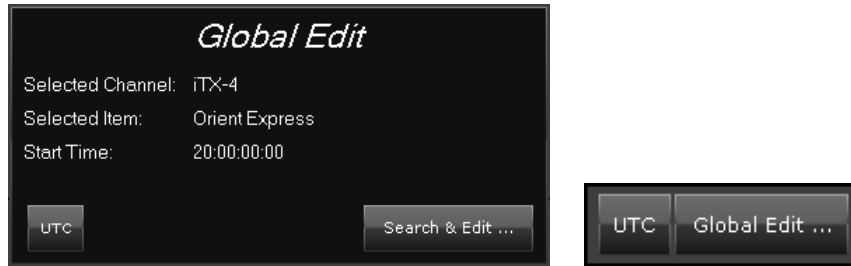 Global Edit
Selected Channel: iTX-4
Selected Item: Orient Express
Start Time: 20:00:00:00
UTC Search & Edit ...
UTC Global Edit ...